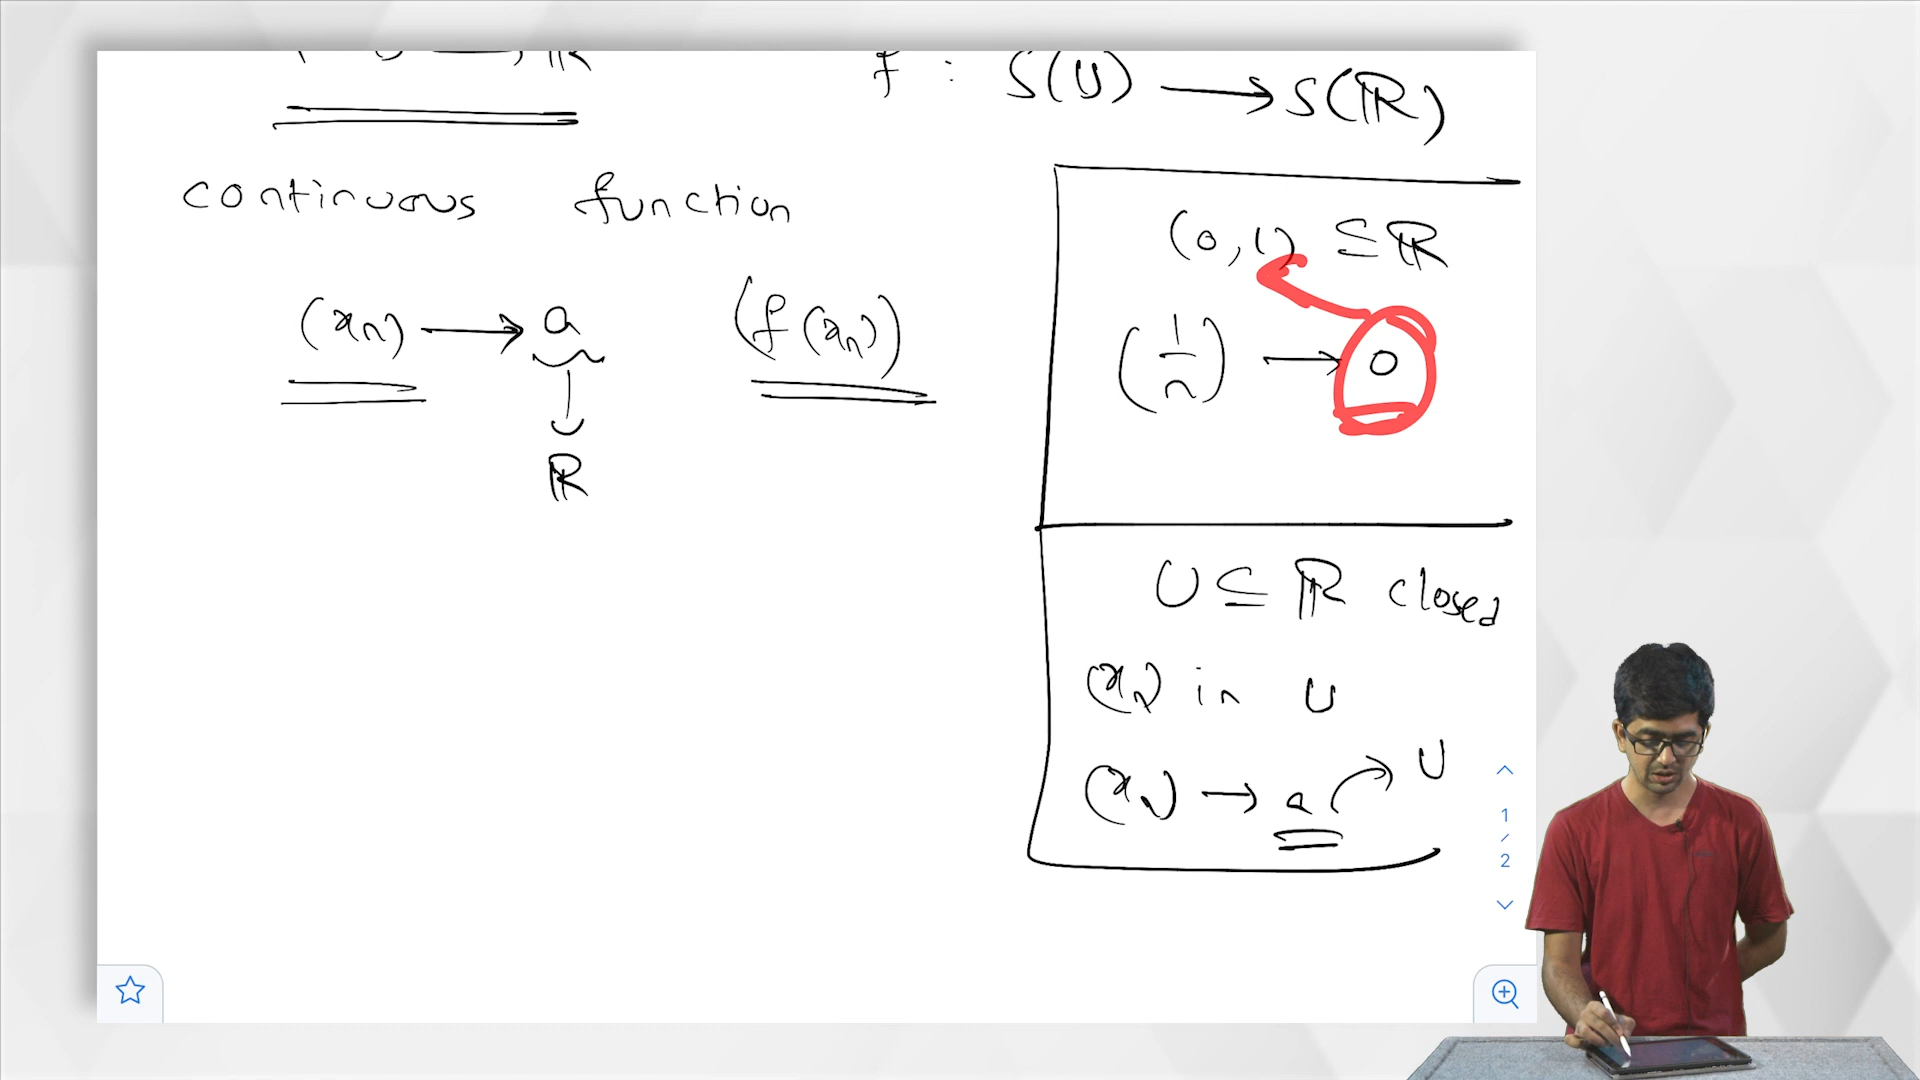 f : S(U) ⟶ S(ℝ)
continuous function
(xₙ) ⟶ a
↓
∪
ℝ
(f(xₙ))
(0,1) ⊆ ℝ
(1/n) ⟶ 0
U ⊆ ℝ closed
(xₙ) in U
(xₙ) → a U
1
/
2